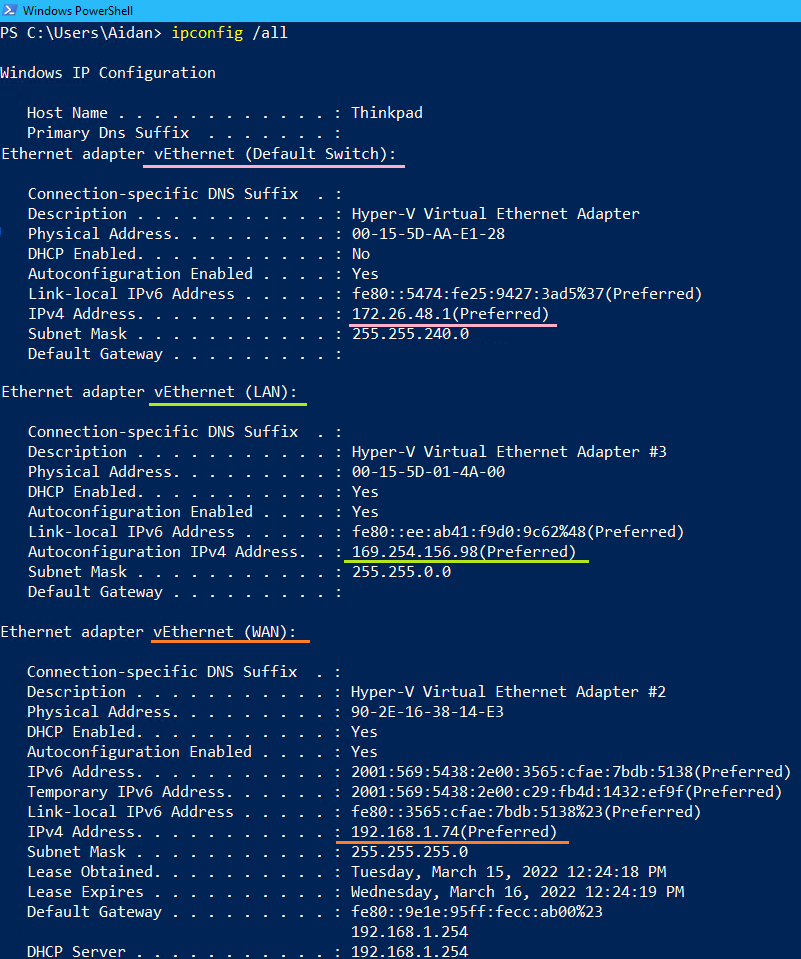 Windows PowerShell
PS C:\Users\Aidan> ipconfig /all
Windows IP Configuration
Host Name . . . . . . . . . . . . : Thinkpad
Primary Dns Suffix  . . . . . . . :
Ethernet adapter vEthernet (Default Switch):
Connection-specific DNS Suffix  . :
Description . . . . . . . . . . . : Hyper-V Virtual Ethernet Adapter
Physical Address. . . . . . . . . : 00-15-5D-AA-E1-28
DHCP Enabled. . . . . . . . . . . : No
Autoconfiguration Enabled . . . . : Yes
Link-local IPv6 Address . . . . . : fe80::5474:fe25:9427:3ad5%37(Preferred)
IPv4 Address. . . . . . . . . . . : 172.26.48.1(Preferred)
Subnet Mask . . . . . . . . . . . : 255.255.240.0
Default Gateway . . . . . . . . . :
Ethernet adapter vEthernet (LAN):
Connection-specific DNS Suffix  . :
Description . . . . . . . . . . . : Hyper-V Virtual Ethernet Adapter #3
Physical Address. . . . . . . . . : 00-15-5D-01-4A-00
DHCP Enabled. . . . . . . . . . . : Yes
Autoconfiguration Enabled . . . . : Yes
Link-local IPv6 Address . . . . . : fe80::ee:ab41:f9d0:9c62%48(Preferred)
Autoconfiguration IPv4 Address. . : 169.254.156.98(Preferred)
Subnet Mask . . . . . . . . . . . : 255.255.0.0
Default Gateway . . . . . . . . . :
Ethernet adapter vEthernet (WAN):
Connection-specific DNS Suffix  . :
Description . . . . . . . . . . . : Hyper-V Virtual Ethernet Adapter #2
Physical Address. . . . . . . . . : 90-2E-16-38-14-E3
DHCP Enabled. . . . . . . . . . . : Yes
Autoconfiguration Enabled . . . . : Yes
IPv6 Address. . . . . . . . . . . : 2001:569:5438:2e00:3565:cfae:7bdb:5138(Preferred)
Temporary IPv6 Address. . . . . . : 2001:569:5438:2e00:c29:fb4d:1432:ef9f(Preferred)
Link-local IPv6 Address . . . . . : fe80::3565:cfae:7bdb:5138%23(Preferred)
IPv4 Address. . . . . . . . . . . : 192.168.1.74(Preferred)
Subnet Mask . . . . . . . . . . . : 255.255.255.0
Lease Obtained. . . . . . . . . . : Tuesday, March 15, 2022 12:24:18 PM
Lease Expires . . . . . . . . . . : Wednesday, March 16, 2022 12:24:19 PM
Default Gateway . . . . . . . . . : fe80::9e1e:95ff:fecc:ab00%23
192.168.1.254
DHCP Server . . . . . . . . . . . : 192.168.1.254